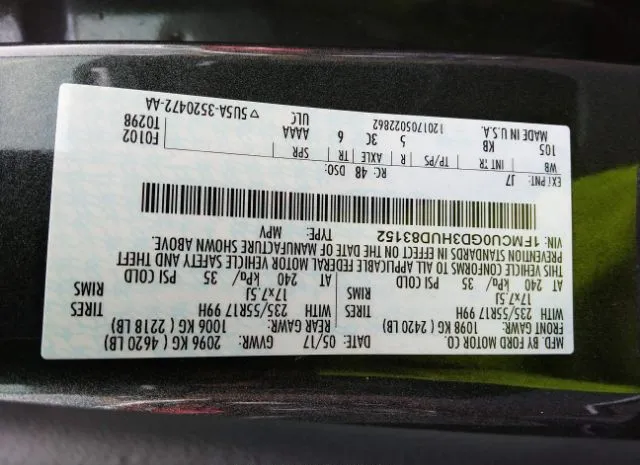 MFD. BY FORD MOTOR CO.
DATE: 05/17 GVWR: 2096 KG ( 4620 LB)
FRONT GAWR: 1098 KG ( 2420 LB) REAR GAWR: 1006 KG ( 2218 LB)
WITH 235/55R17 99H TIRES WITH 235/55R17 99H TIRES
17x7.5J RIMS 17x7.5J RIMS
AT 240 kPa/ 35 PSI COLD AT 240 kPa/ 35 PSI COLD
THIS VEHICLE CONFORMS TO ALL APPLICABLE FEDERAL MOTOR VEHICLE SAFETY AND THEFT
PREVENTION STANDARDS IN EFFECT ON THE DATE OF MANUFACTURE SHOWN ABOVE.
VIN: 1FMCU0GD3HUD83152 TYPE: MPV
EXT PNT: J7 RC: 48 DSO:
WB INT TR TP/PS R AXLE TR SPR
105 KB 5 3C 6 AAAA F0102
MADE IN U.S.A. ULC T0298
120170502286​2 ▽5U5A-3520472-AA